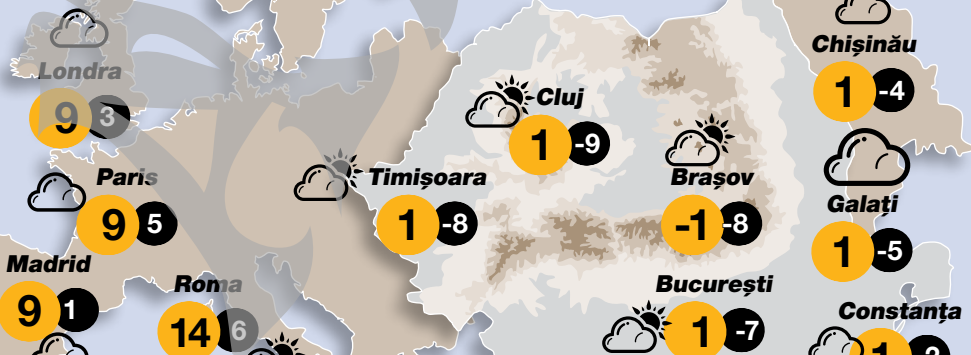 Londra
9 3
Paris
9 5
Madrid
9 1
Roma
14 6
Cluj
1 -9
Timișoara
1 -8
Brașov
-1 -8
București
1 -7
Chișinău
1 -4
Galați
1 -5
Constanța
1